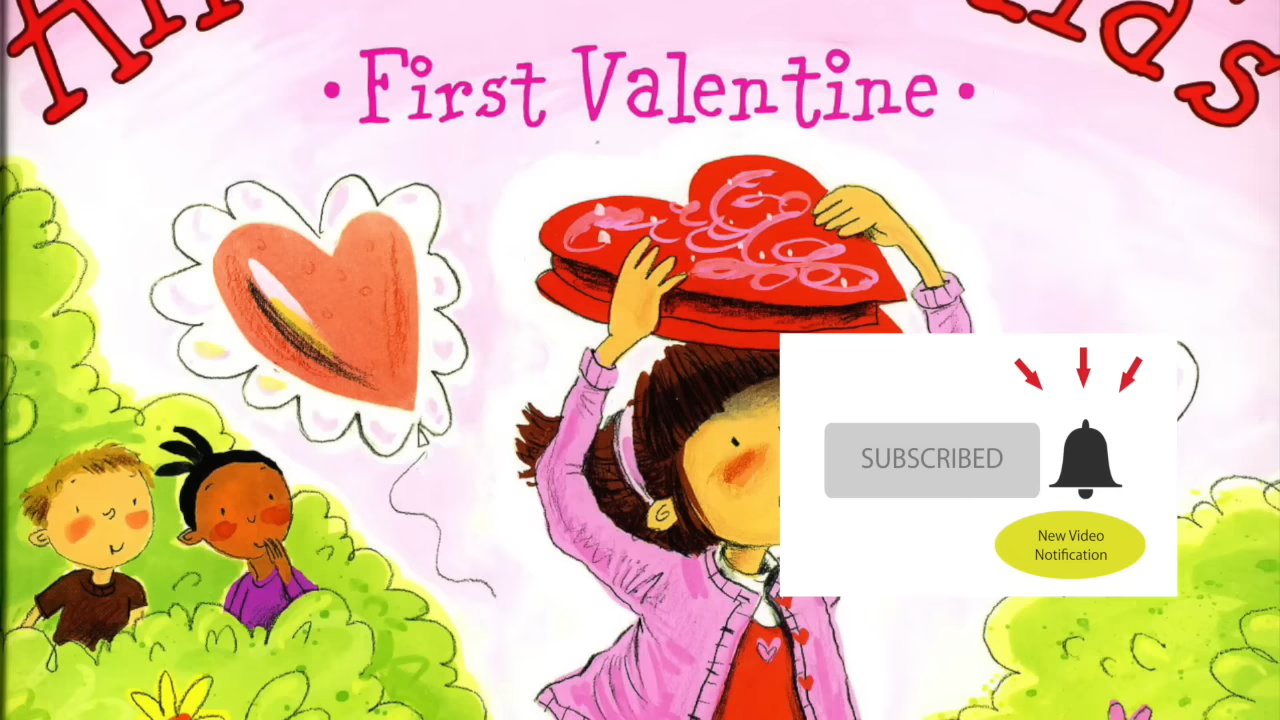 · First Valentine ·
SUBSCRIBED
New Video
Notification